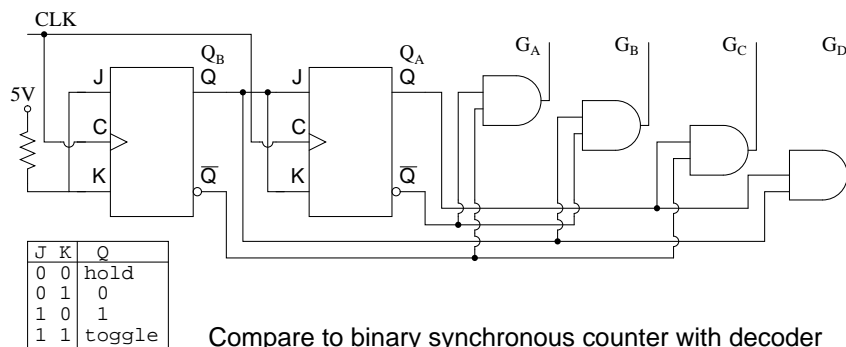 CLK
5V
J
C
K
Q_B
Q
Q̅
J
C
K
Q_A
Q
Q̅
G_A
G_B
G_C
G_D
J K Q
0 0 hold
0 1 0
1 0 1
1 1 toggle
Compare to binary synchronous counter with decoder